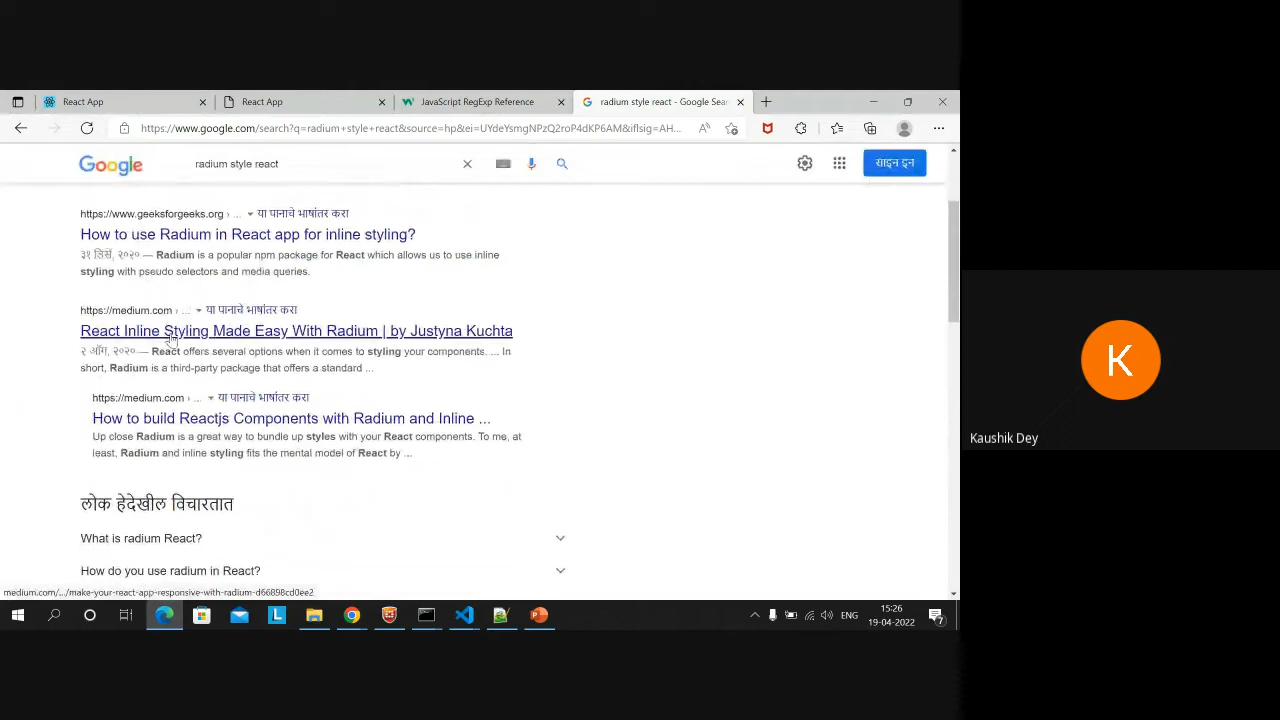 React App
React App
JavaScript RegExp Reference
radium style react - Google Sear
https://www.google.com/search?q=radium+style+react&source=hp&ei=UYdeYsmgNPzQ2roP4dKP6AM&iflsig=AH...
Google
radium style react
साइन इन
https://www.geeksforgeeks.org › ... या पानाचे भाषांतर करा
How to use Radium in React app for inline styling?
३१ डिसें, २०२० — Radium is a popular npm package for React which allows us to use inline
styling with pseudo selectors and media queries.
https://medium.com › ... या पानाचे भाषांतर करा
React Inline Styling Made Easy With Radium | by Justyna Kuchta
२ ऑग, २०२० — React offers several options when it comes to styling your components. ... In
short, Radium is a third-party package that offers a standard ...
https://medium.com › ... या पानाचे भाषांतर करा
How to build Reactjs Components with Radium and Inline ...
Up close Radium is a great way to bundle up styles with your React components. To me, at
least, Radium and inline styling fits the mental model of React by ...
लोक हेदेखील विचारतात
What is radium React?
How do you use radium in React?
medium.com/.../make-your-react-app-responsive-with-radium-d66898cd0ee2
ENG
15:26
19-04-2022
7
K
Kaushik Dey